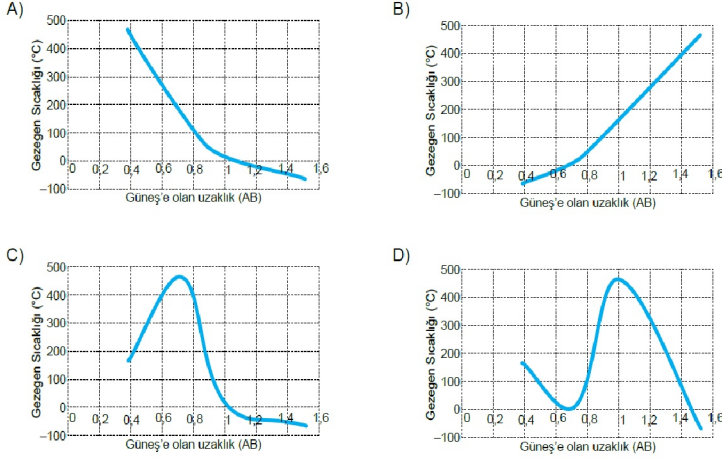 A)
Gezegen Sıcaklığı (°C)
500
400
300
200
100
0
–100
0 0,2 0,4 0,6 0,8 1,0 1,2 1,4 1,6
Güneş’e olan uzaklık (AB)
B)
Gezegen Sıcaklığı (°C)
500
400
300
200
100
0
–100
0 0,2 0,4 0,6 0,8 1 1,2 1,4 1,6
Güneş’e olan uzaklık (AB)
C)
Gezegen Sıcaklığı (°C)
500
400
300
200
100
0
–100
0 0,2 0,4 0,6 0,8 1,0 1,2 1,4 1,6
Güneş’e olan uzaklık (AB)
D)
Gezegen Sıcaklığı (°C)
500
400
300
200
100
0
–100
0 0,2 0,4 0,6 0,8 1 1,2 1,4 1,6
Güneş’e olan uzaklık (AB)